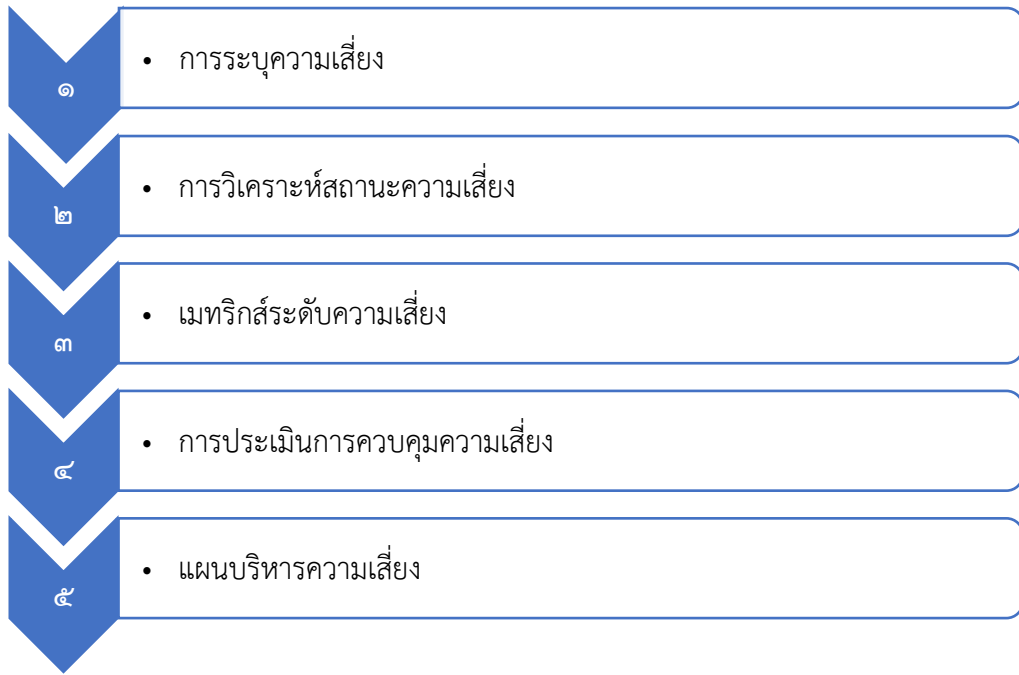 ๑
• การระบุความเสี่ยง
๒
• การวิเคราะห์สถานะความเสี่ยง
๓
• เมทริกส์ระดับความเสี่ยง
๔
• การประเมินการควบคุมความเสี่ยง
๕
• แผนบริหารความเสี่ยง